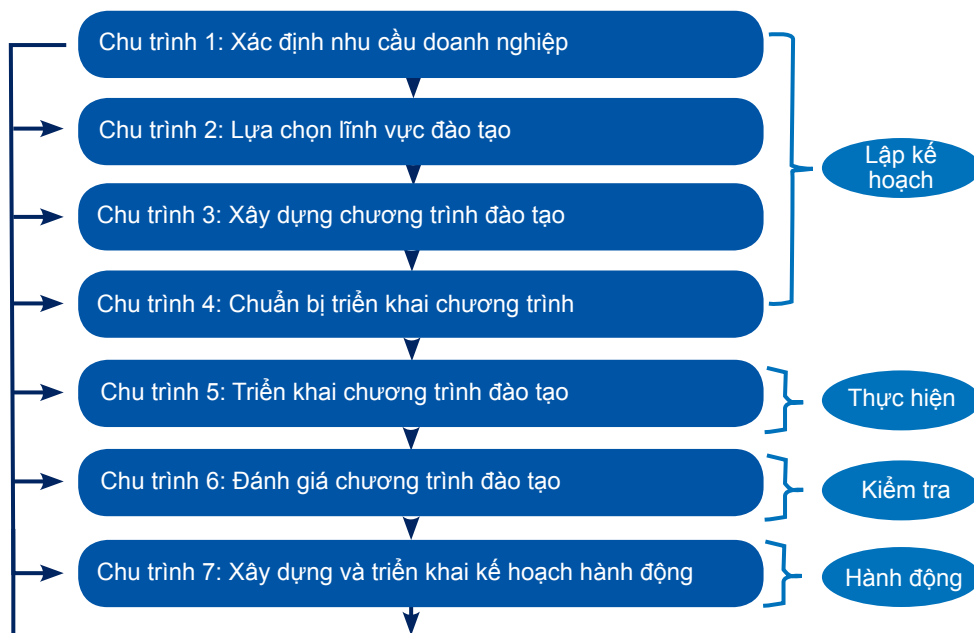 Chu trình 1: Xác định nhu cầu doanh nghiệp
Chu trình 2: Lựa chọn lĩnh vực đào tạo
Lập kế
hoạch
Chu trình 3: Xây dựng chương trình đào tạo
Chu trình 4: Chuẩn bị triển khai chương trình
Chu trình 5: Triển khai chương trình đào tạo
Thực hiện
Chu trình 6: Đánh giá chương trình đào tạo
Kiểm tra
Chu trình 7: Xây dựng và triển khai kế hoạch hành động
Hành động